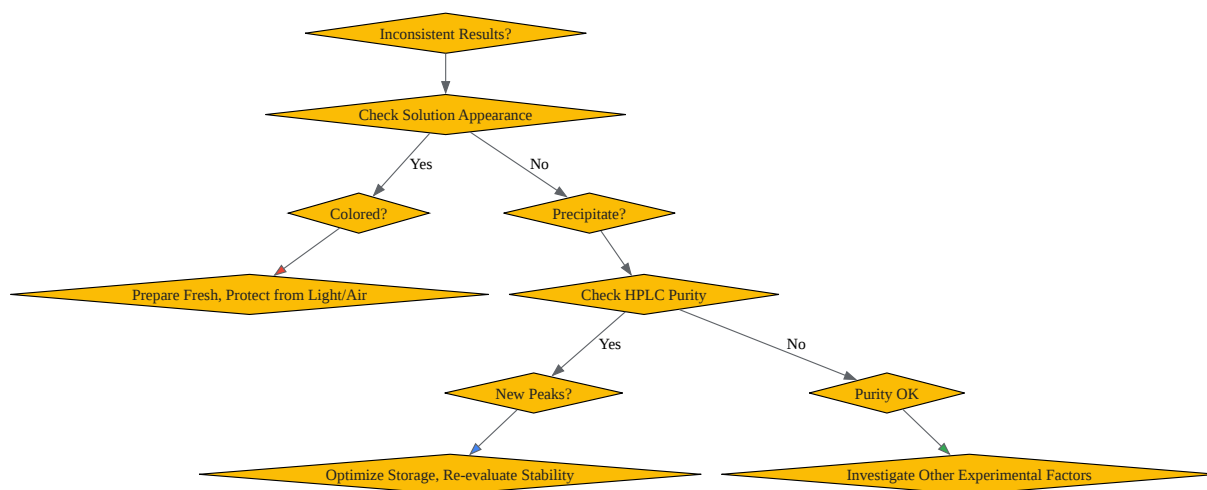 Inconsistent Results?
Check Solution Appearance
Yes
No
Colored?
Precipitate?
Prepare Fresh, Protect from Light/Air
Check HPLC Purity
Yes
No
New Peaks?
Purity OK
Optimize Storage, Re-evaluate Stability
Investigate Other Experimental Factors